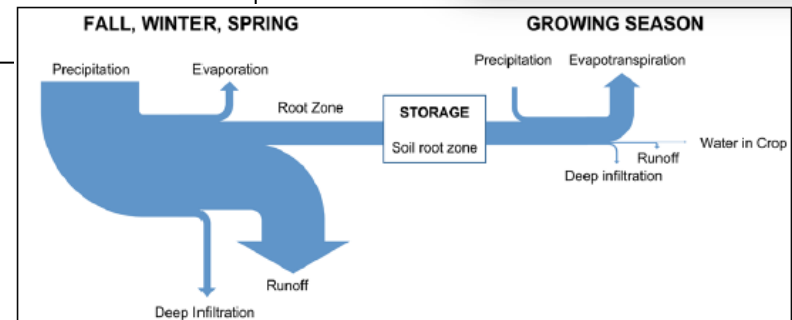 FALL, WINTER, SPRING
GROWING SEASON
Precipitation
Evaporation
Precipitation
Evapotranspiration
Root Zone
STORAGE
Soil root zone
Water in Crop
Runoff
Deep infiltration
Runoff
Deep Infiltration